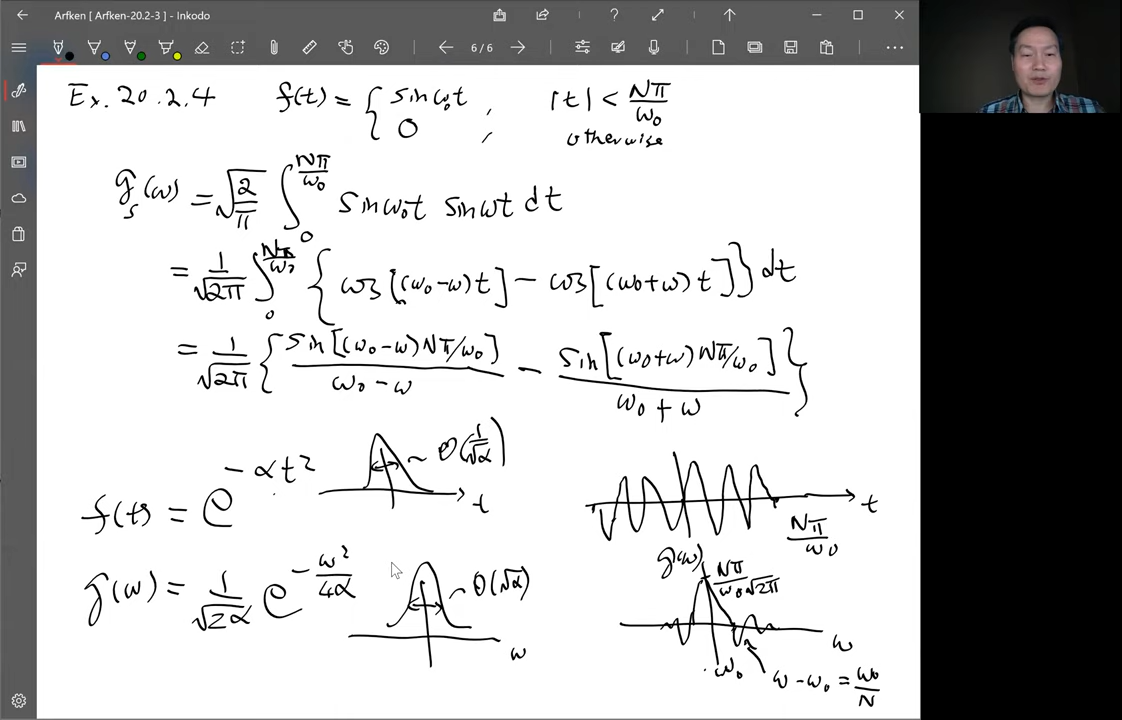 Arfken [ Arfken-20.2-3 ] - Inkodo
6 / 6
Ex. 20.2.4 f(t) = { sin ω₀t , |t| < Nπ/ω₀
0 , otherwise
g_s(ω) = √(2/π) ∫₀^(Nπ/ω₀) sin ω₀t sin ωt dt
= 1/√2π ∫₀^(Nπ/ω₀) { cos [(ω₀-ω)t] - cos [(ω₀+ω)t] } dt
= 1/√2π { sin [(ω₀-ω)Nπ/ω₀] / (ω₀-ω) - sin [(ω₀+ω)Nπ/ω₀] / (ω₀+ω) }
f(t) = e^(-αt²)
~ O(1/√α)
t
t
Nπ/ω₀
g(ω) = 1/√2α e^(-ω²/4α)
~ O(√α)
ω
g(ω)
Nπ/ω₀√2π
ω
ω₀
ω - ω₀ = ω₀/N